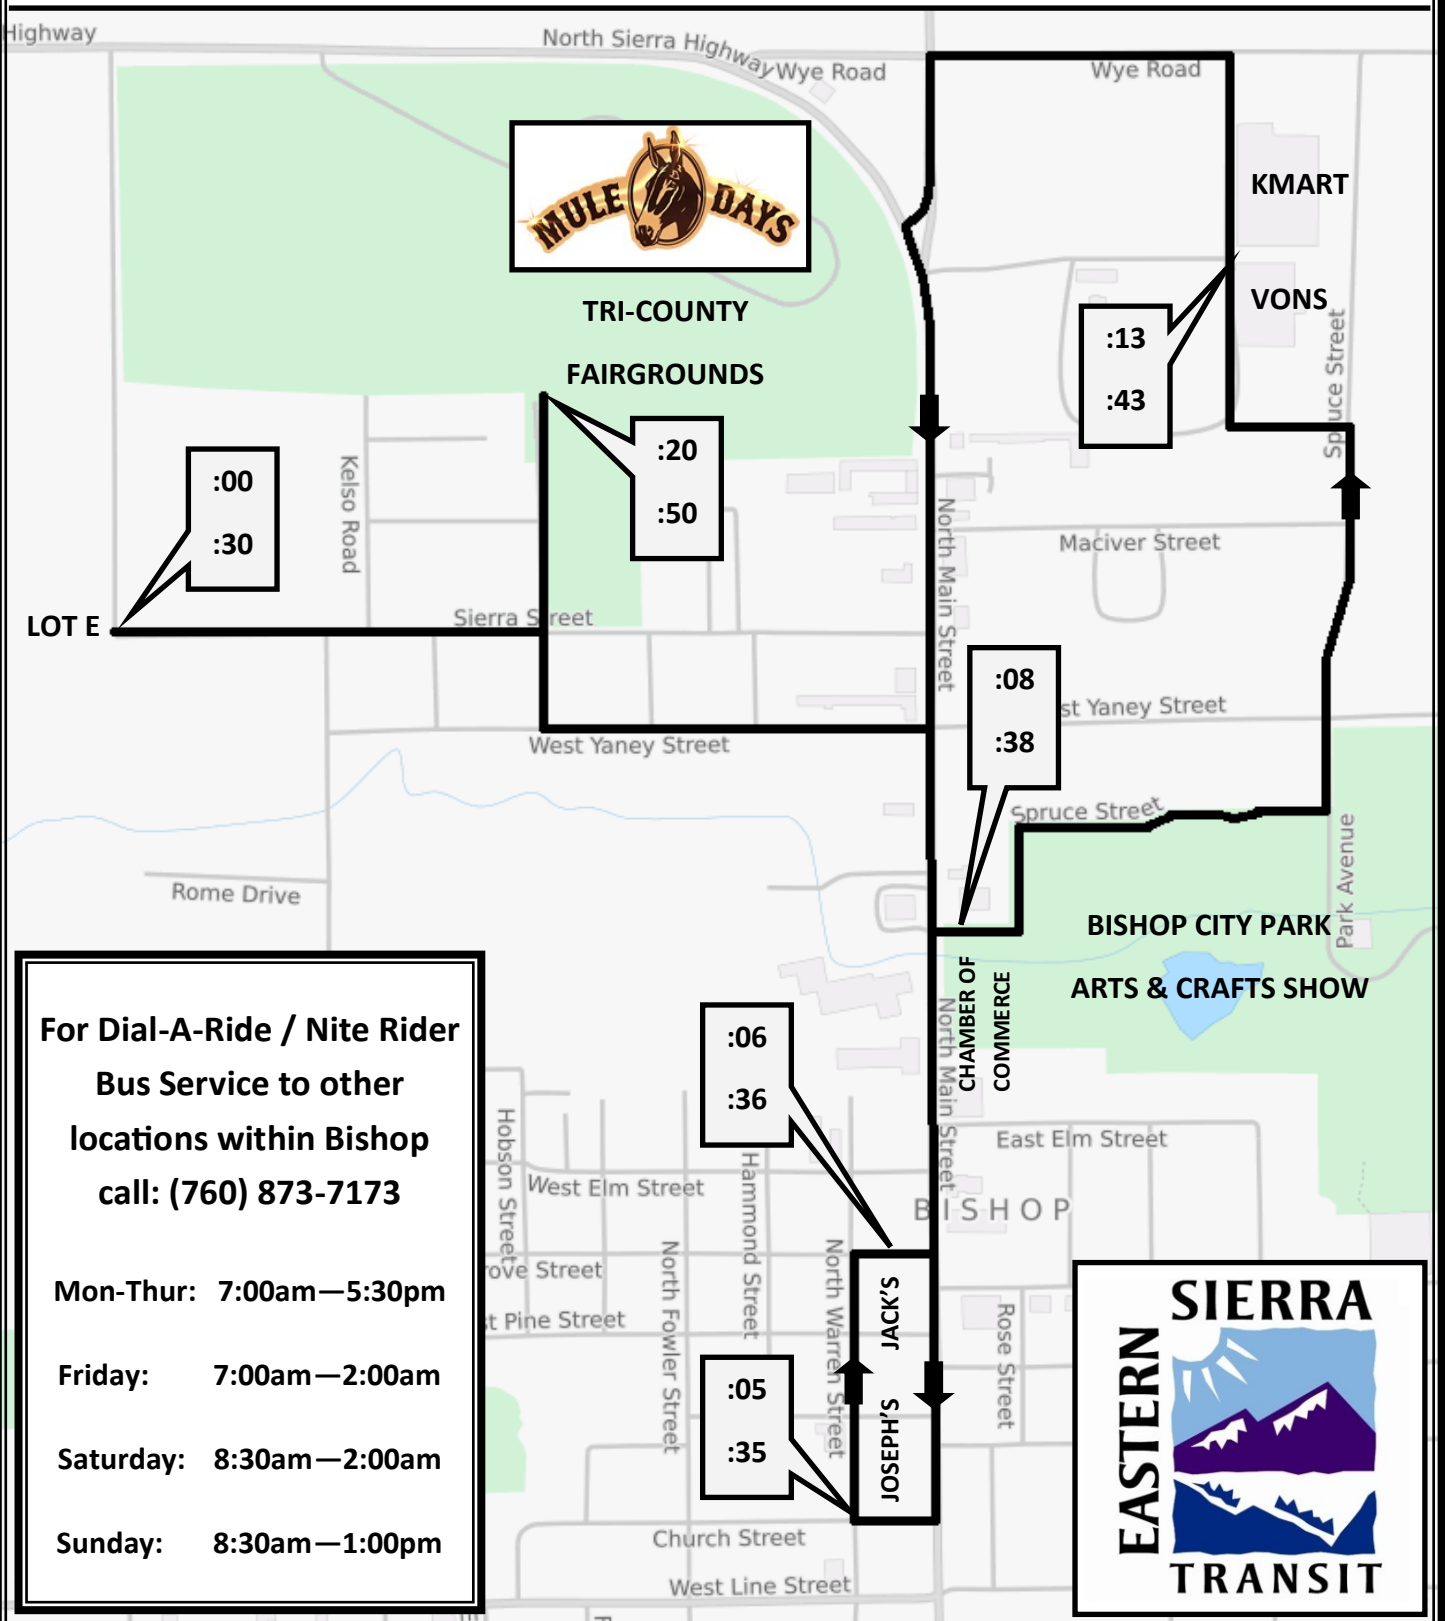 Highway
North Sierra Highway
Wye Road
Wye Road
MULE DAYS
KMART
TRI-COUNTY
FAIRGROUNDS
VONS
:13
:43
Spruce Street
:20
:50
:00
:30
Kelso Road
North Main Street
Maciver Street
LOT E
Sierra Street
:08
:38
st Yaney Street
West Yaney Street
Spruce Street
Park Avenue
Rome Drive
BISHOP CITY PARK
ARTS & CRAFTS SHOW
CHAMBER OF
COMMERCE
North Main Street
:06
:36
For Dial-A-Ride / Nite Rider
Bus Service to other
locations within Bishop
call: (760) 873-7173
Mon-Thur: 7:00am—5:30pm
Friday: 7:00am—2:00am
Saturday: 8:30am—2:00am
Sunday: 8:30am—1:00pm
Hobson Street
West Elm Street
East Elm Street
Hammond Street
BISHOP
rove Street
st Pine Street
North Fowler Street
North Warren Street
JACK'S
JOSEPH'S
Rose Street
:05
:35
Church Street
West Line Street
EASTERN
SIERRA
TRANSIT